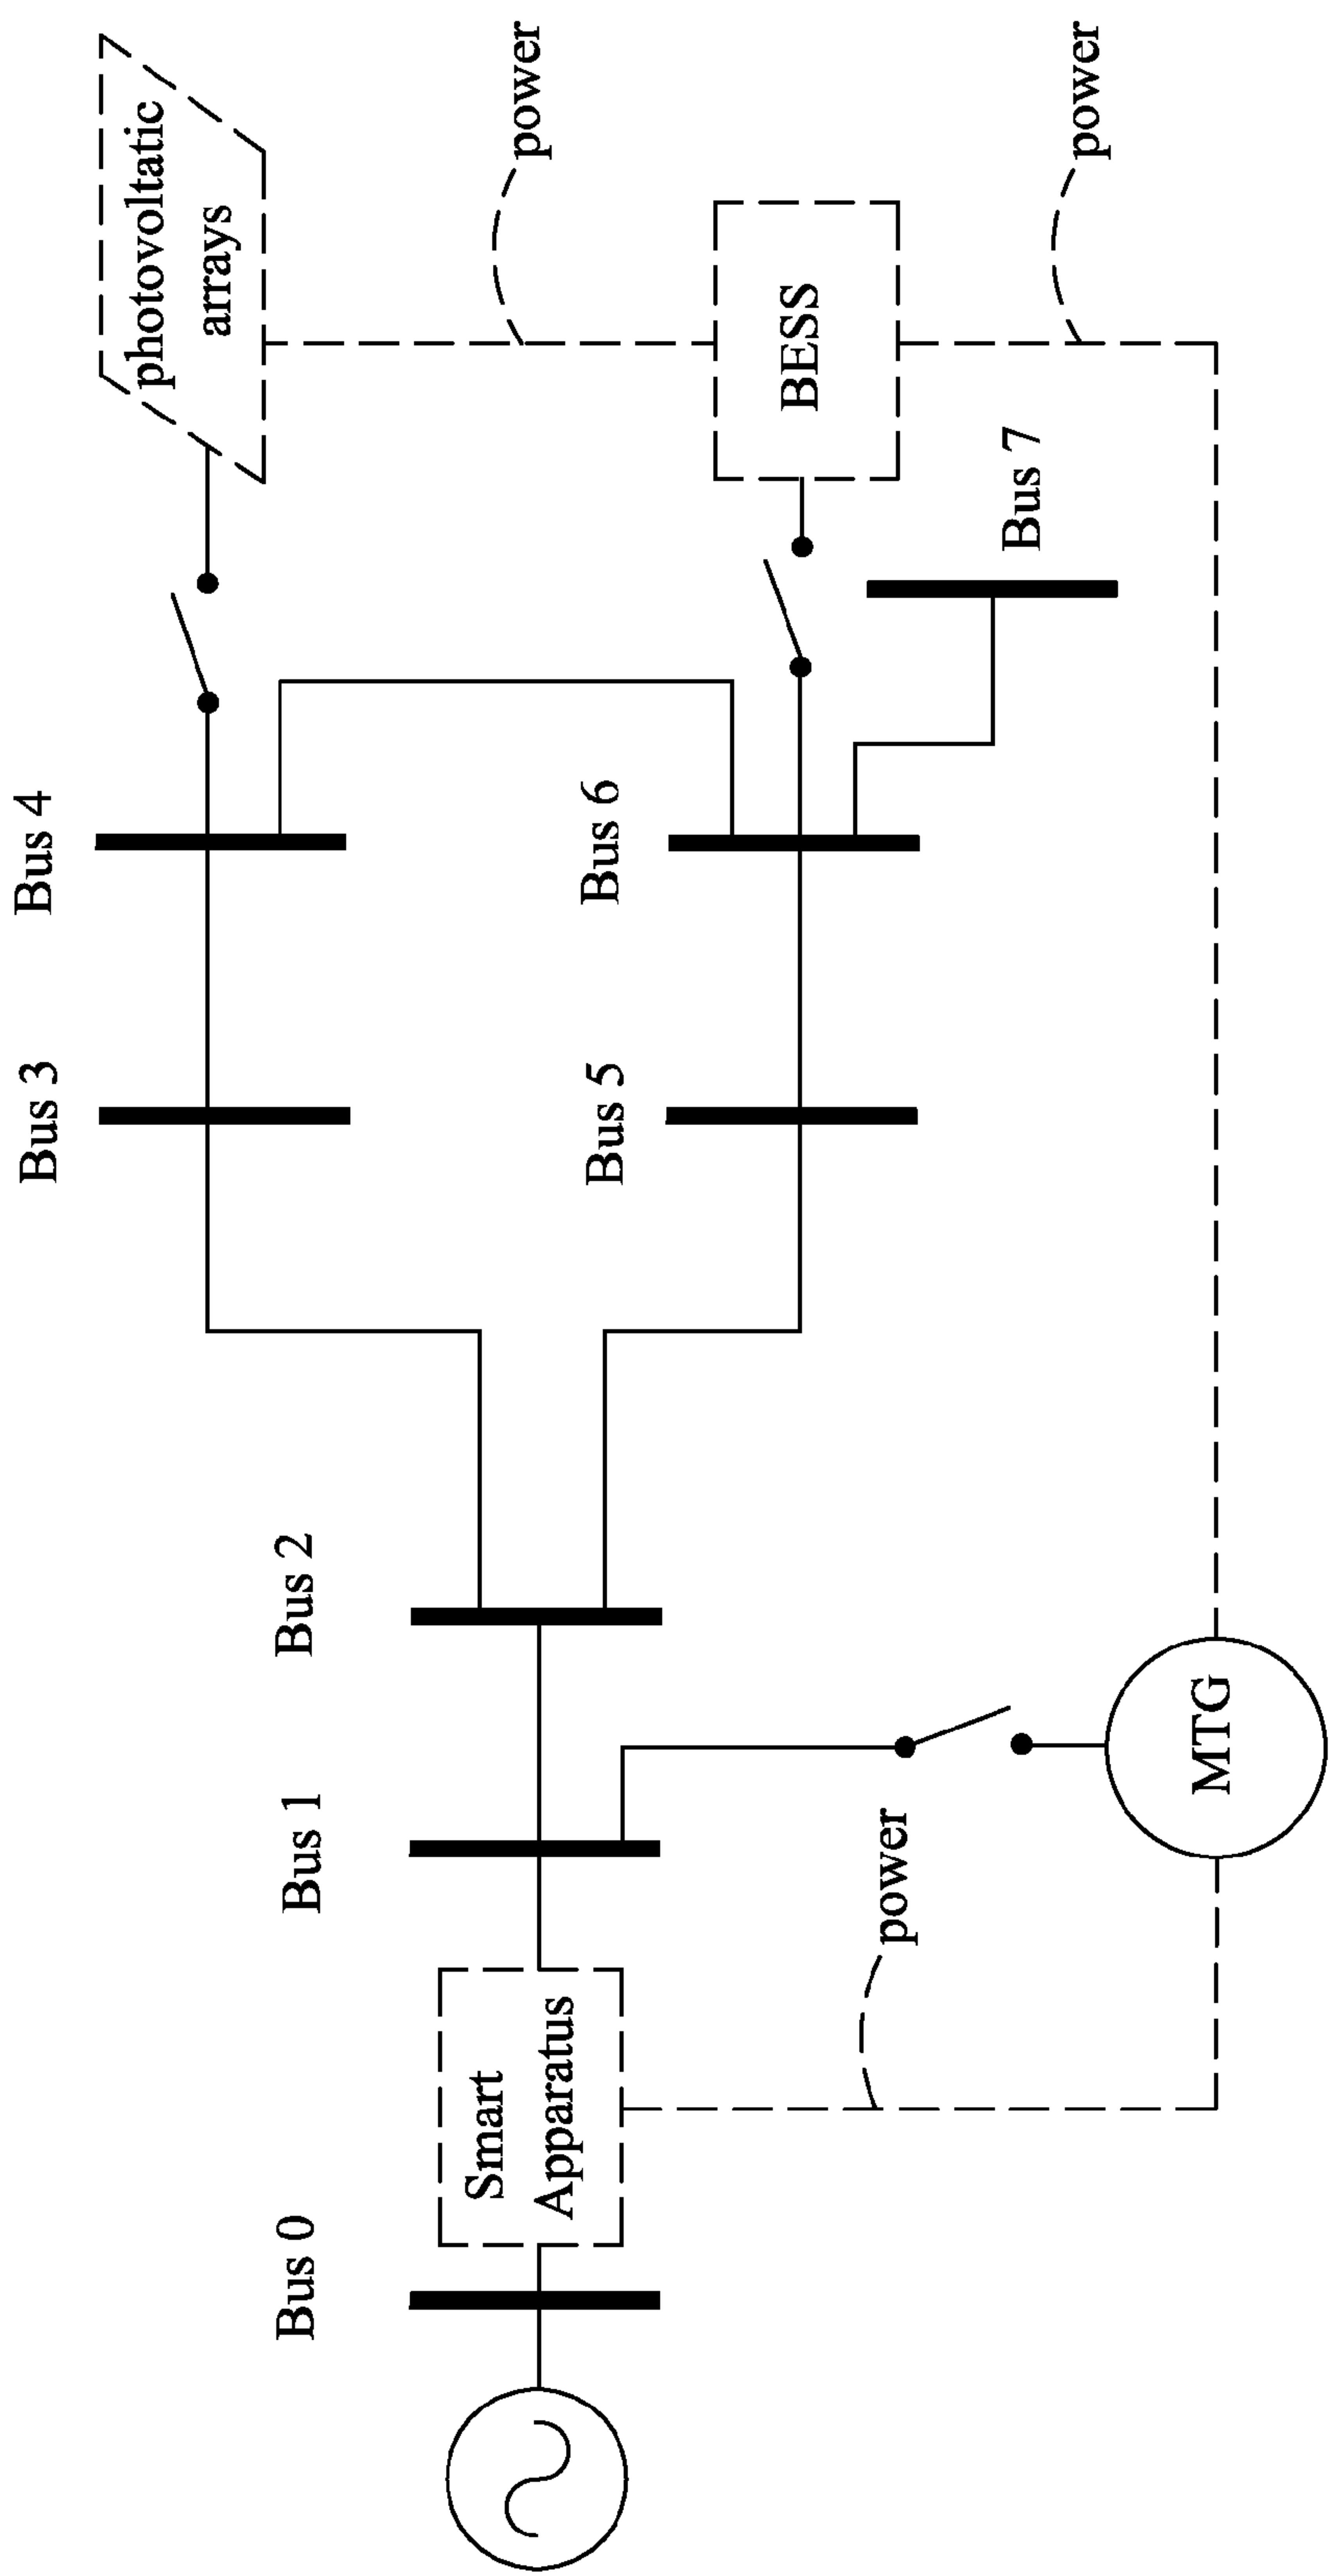 Bus 0
Smart
Apparatus
Bus 1
Bus 2
Bus 3
Bus 4
photovoltatic
arrays
Bus 5
Bus 6
Bus 7
BESS
MTG
power
power
power